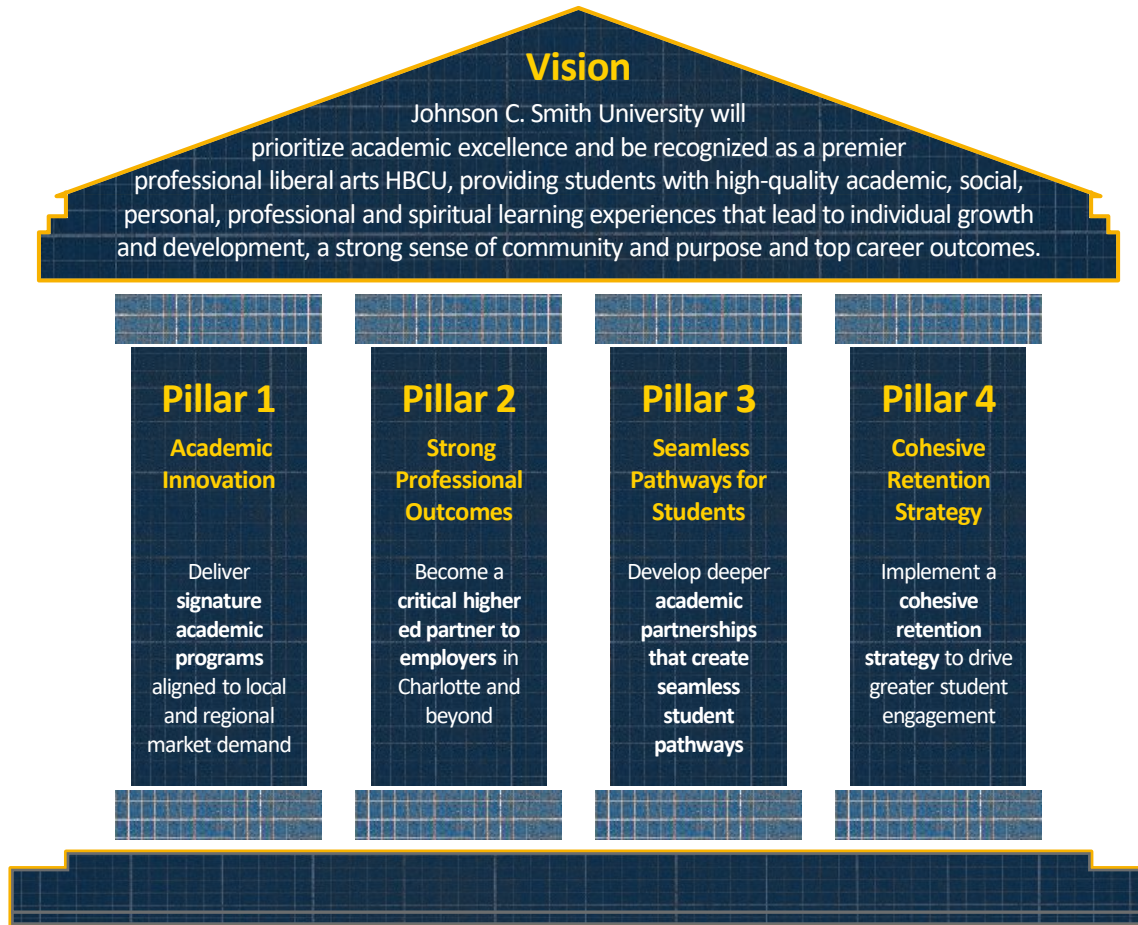 Vision
Johnson C. Smith University will
prioritize academic excellence and be recognized as a premier
professional liberal arts HBCU, providing students with high-quality academic, social,
personal, professional and spiritual learning experiences that lead to individual growth
and development, a strong sense of community and purpose and top career outcomes.
Pillar 1
Academic
Innovation
Deliver
signature
academic
programs
aligned to local
and regional
market demand
Pillar 2
Strong
Professional
Outcomes
Become a
critical higher
ed partner to
employers in
Charlotte and
beyond
Pillar 3
Seamless
Pathways for
Students
Develop deeper
academic
partnerships
that create
seamless
student
pathways
Pillar 4
Cohesive
Retention
Strategy
Implement a
cohesive
retention
strategy to drive
greater student
engagement